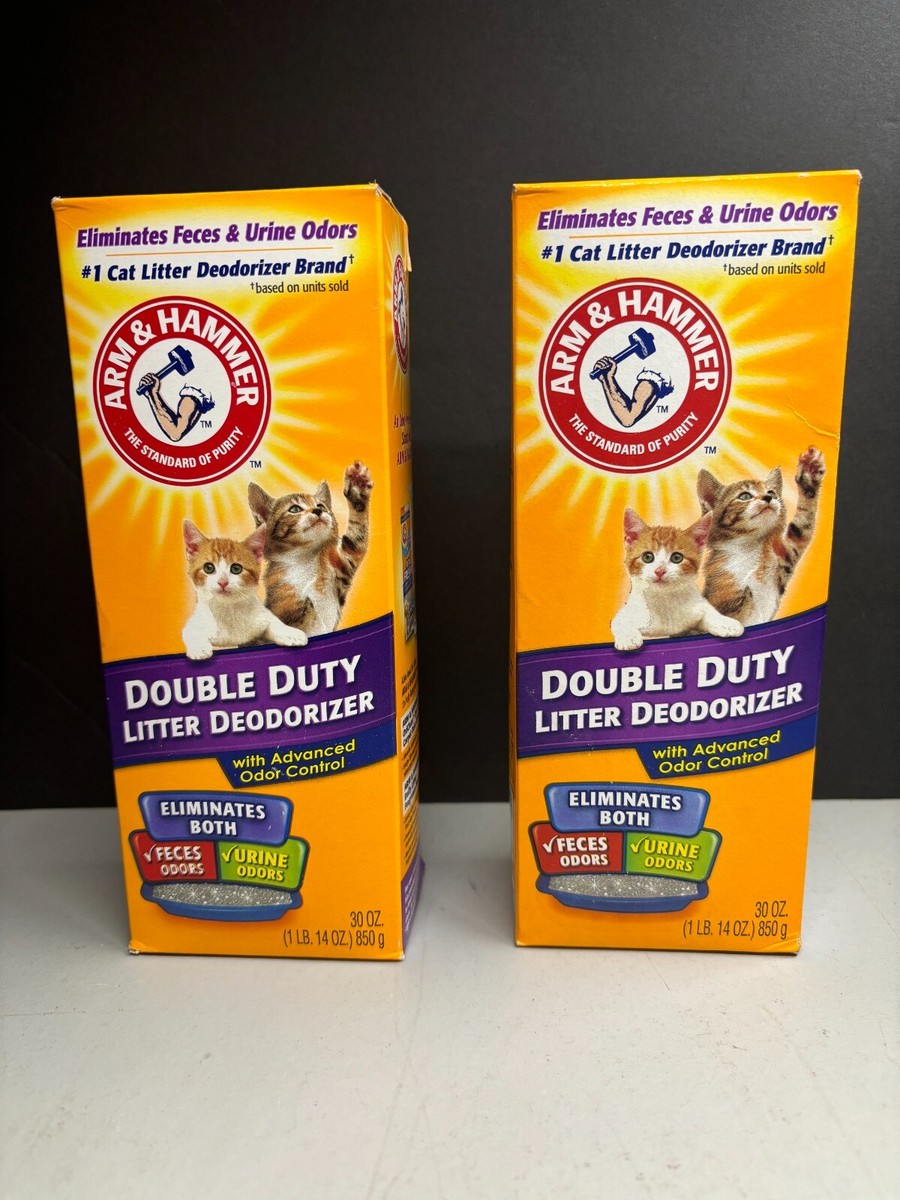 Eliminates Feces & Urine Odors
#1 Cat Litter Deodorizer Brand†
†based on units sold
ARM & HAMMER
TM
THE STANDARD OF PURITY
TM
DOUBLE DUTY
LITTER DEODORIZER
with Advanced
Odor Control
ELIMINATES
BOTH
√FECES
ODORS
√URINE
ODORS
30 OZ.
(1 LB. 14 OZ.) 850 g
Eliminates Feces & Urine Odors
#1 Cat Litter Deodorizer Brand†
†based on units sold
ARM & HAMMER
TM
THE STANDARD OF PURITY
TM
DOUBLE DUTY
LITTER DEODORIZER
with Advanced
Odor Control
ELIMINATES
BOTH
√FECES
ODORS
√URINE
ODORS
30 OZ.
(1 LB. 14 OZ.) 850 g